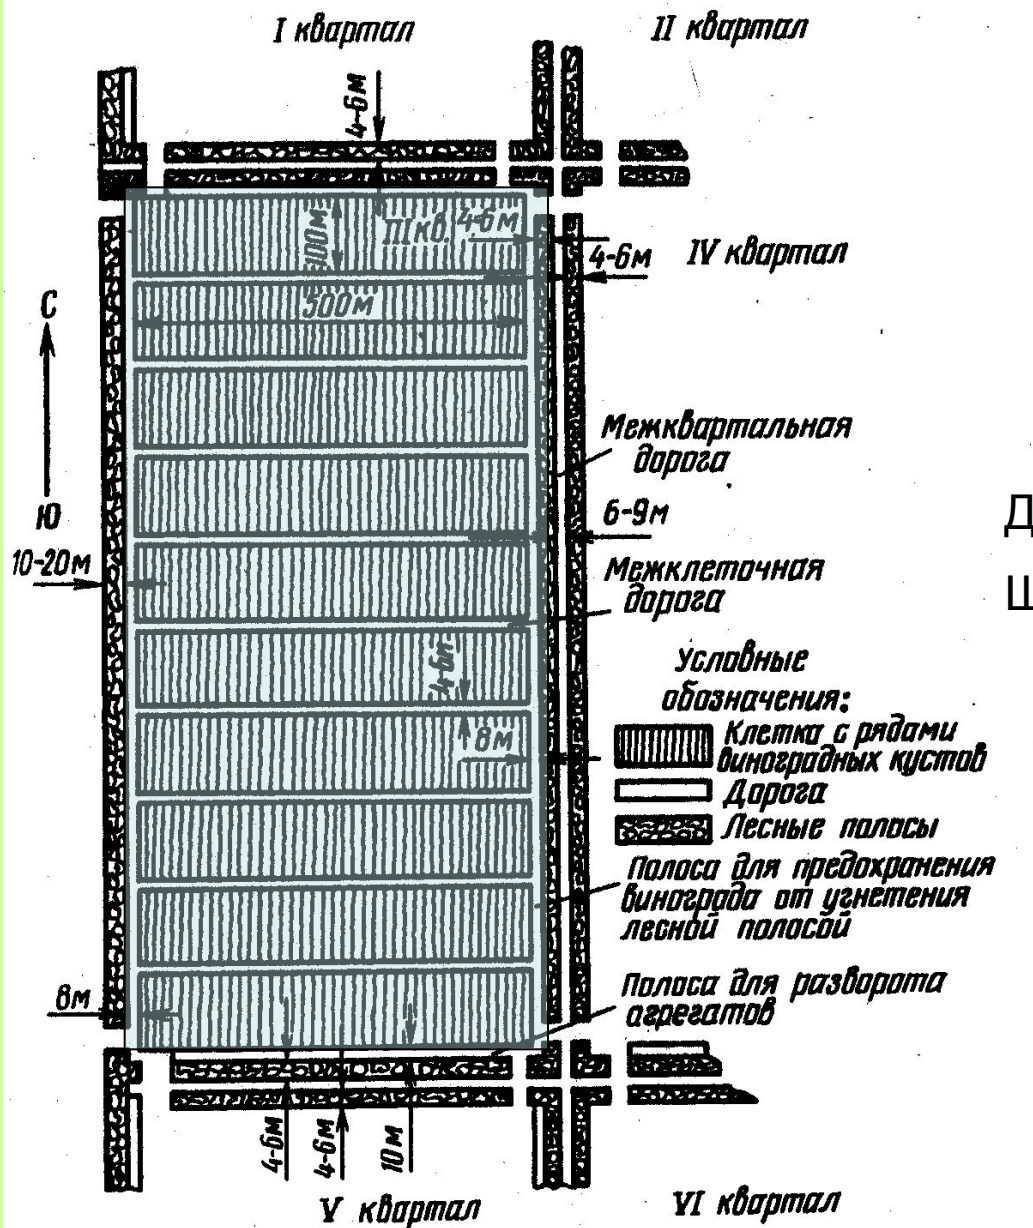 I квартал
II квартал
4-6м
III кв.
4-6м
100м
4-6м
IV квартал
500м
С
Ю
Межквартальная
дорога
6-9м
10-20м
Межклеточная
дорога
4-6м
Условные
обозначения:
Клетка с рядами
виноградных кустов
8м
Дорога
Лесные полосы
Полоса для предохранения
винограда от угнетения
лесной полосой
8м
Полоса для разворота
агрегатов
4-6м
4-6м
10м
V квартал
VI квартал